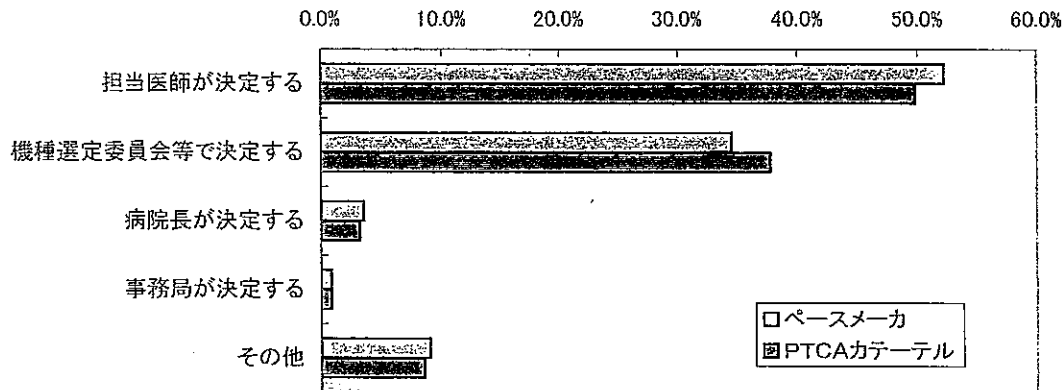 0.0% 10.0% 20.0% 30.0% 40.0% 50.0% 60.0%
担当医師が決定する
機種選定委員会等で決定する
病院長が決定する
事務局が決定する
その他
ペースメーカ
PTCAカテーテル